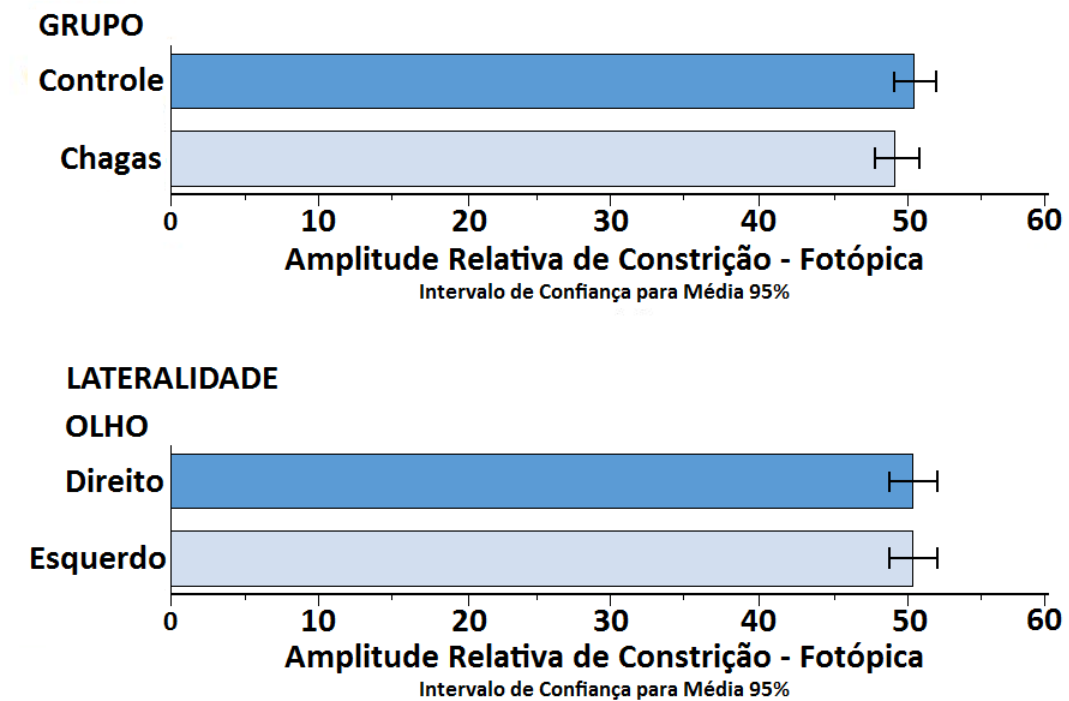 GRUPO
Controle
Chagas
0 10 20 30 40 50 60
Amplitude Relativa de Constrição - Fotópica
Intervalo de Confiança para Média 95%
LATERALIDADE
OLHO
Direito
Esquerdo
0 10 20 30 40 50 60
Amplitude Relativa de Constrição - Fotópica
Intervalo de Confiança para Média 95%